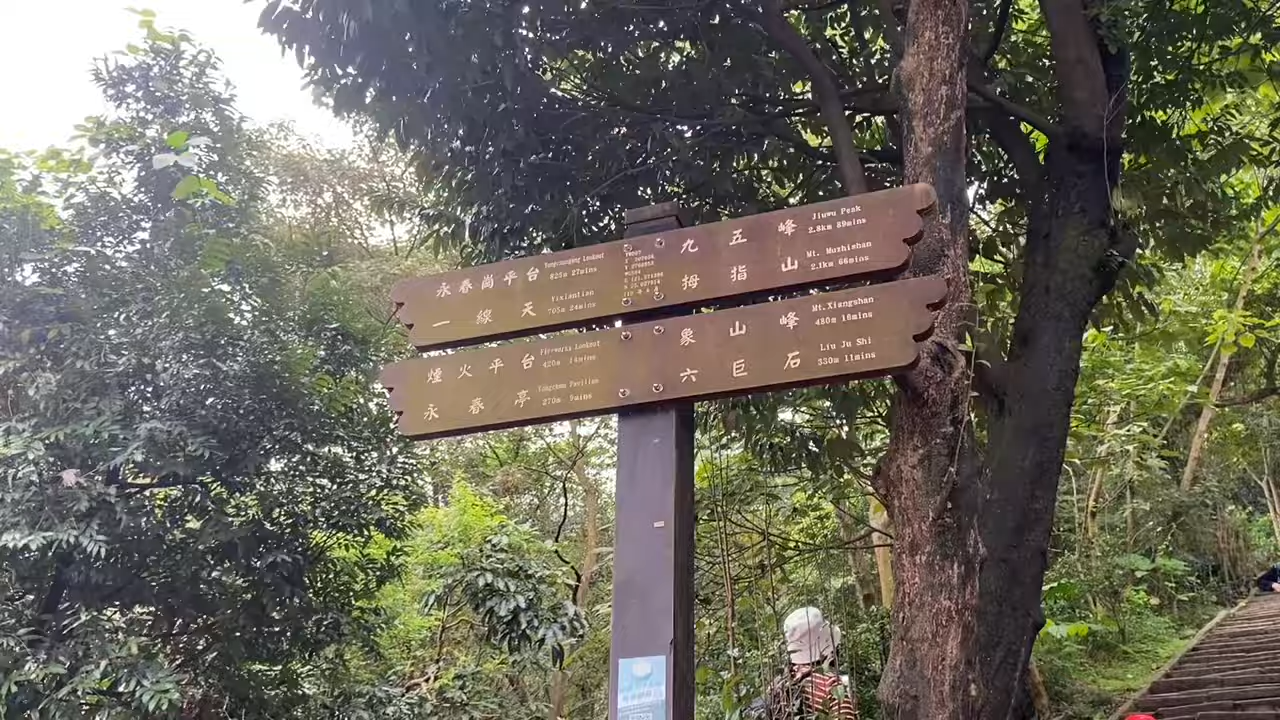 永春崗平台 Yongchungang Lookout
820m 27mins
一線天 Yixiantian
705m 24mins
九五峰 Jiuwu Peak
2.8km 89mins
拇指山 Mt. Muzhishan
2.1km 66mins
煙火平台 Fireworks Lookout
420m 14mins
永春亭 Yongchun Pavilion
270m 9mins
象山峰 Mt. Xiangshan
480m 16mins
六巨石 Liu Ju Shi
330m 11mins